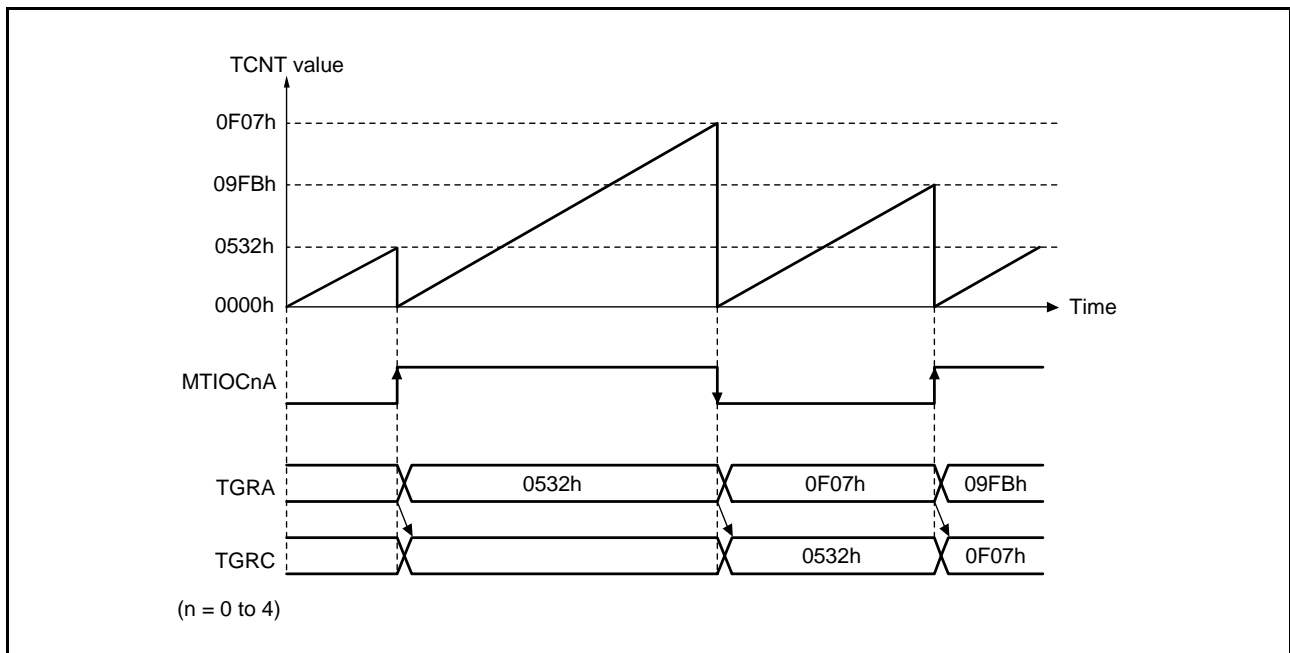 TCNT value
0F07h
09FBh
0532h
0000h
Time
MTIOCnA
TGRA
0532h
0F07h
09FBh
TGRC
0532h
0F07h
(n = 0 to 4)